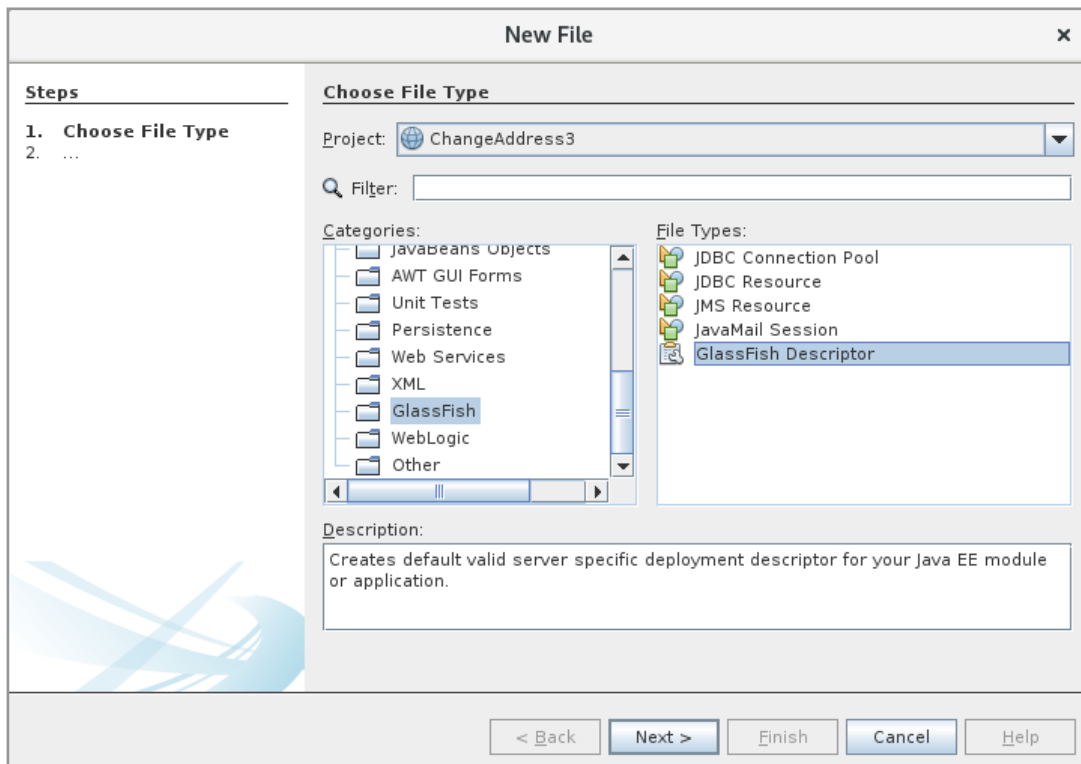 New File
Steps
1. Choose File Type
2. ...
Choose File Type
Project: ChangeAddress3
Filter:
Categories:
JavaBeans Objects
AWT GUI Forms
Unit Tests
Persistence
Web Services
XML
GlassFish
WebLogic
Other
File Types:
JDBC Connection Pool
JDBC Resource
JMS Resource
JavaMail Session
GlassFish Descriptor
Description:
Creates default valid server specific deployment descriptor for your Java EE module
or application.
< Back
Next >
Finish
Cancel
Help